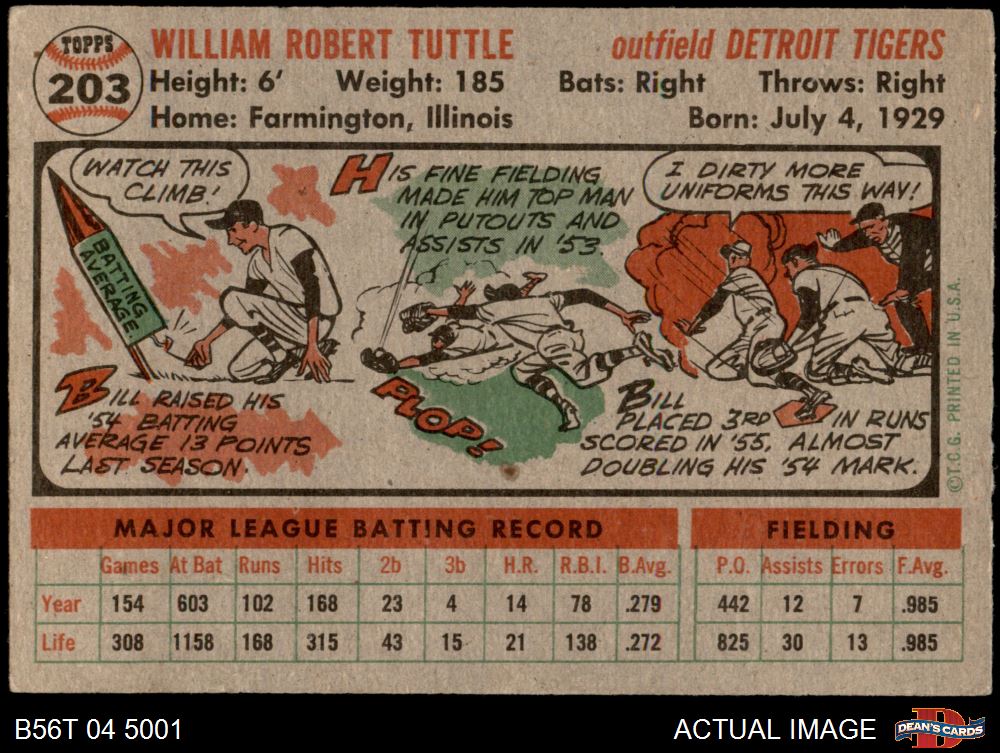 TOPPS
203
WILLIAM ROBERT TUTTLE outfield DETROIT TIGERS
Height: 6' Weight: 185 Bats: Right Throws: Right
Home: Farmington, Illinois Born: July 4, 1929
WATCH THIS
CLIMB!
BATTING
AVERAGE
BILL RAISED HIS
'54 BATTING
AVERAGE 13 POINTS
LAST SEASON.
HIS FINE FIELDING
MADE HIM TOP MAN
IN PUTOUTS AND
ASSISTS IN '53.
PLOP!
I DIRTY MORE
UNIFORMS THIS WAY!
BILL
PLACED 3RD IN RUNS
SCORED IN '55, ALMOST
DOUBLING HIS '54 MARK.
©T.C.G. PRINTED IN U.S.A.
MAJOR LEAGUE BATTING RECORD FIELDING
Games At Bat Runs Hits 2b 3b H.R. R.B.I. B.Avg. P.O. Assists Errors F.Avg.
Year 154 603 102 168 23 4 14 78 .279 442 12 7 .985
Life 308 1158 168 315 43 15 21 138 .272 825 30 13 .985
B56T 04 5001 ACTUAL IMAGE
DEAN'S CARDS